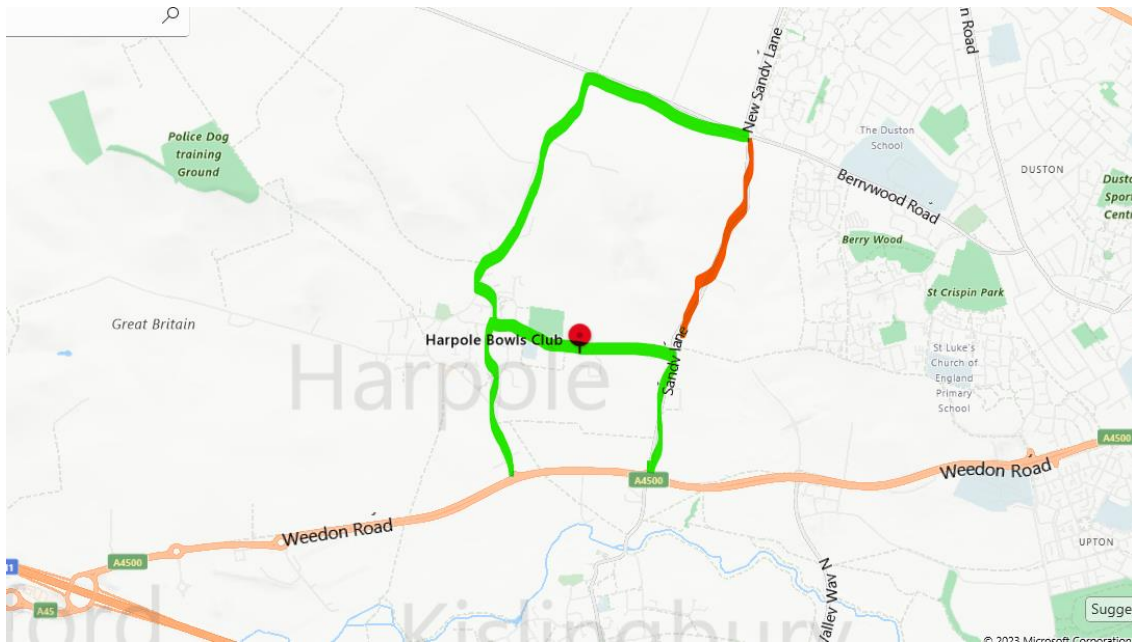 New Sandy Lane
n Road
The Duston
School
DUSTON
Police Dog
training
Ground
Berrywood Road
Dusto
Sport
Centr
Berry Wood
St Crispin Park
Great Britain
Harpole Bowls Club
Harpole
Sandy lane
St Luke's
Church of
England
Primary
School
A4500
Weedon Road
A4500
Weedon Road
UPTON
A4500
A45
ford
Kislingbury
Valley Way N
Sugge
© 2023 Microsoft Corporation